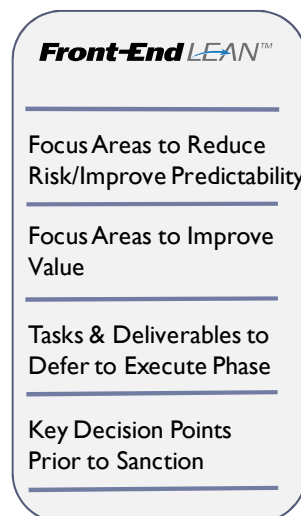 Front-End LEAN™
Focus Areas to Reduce
Risk/Improve Predictability
Focus Areas to Improve
Value
Tasks & Deliverables to
Defer to Execute Phase
Key Decision Points
Prior to Sanction